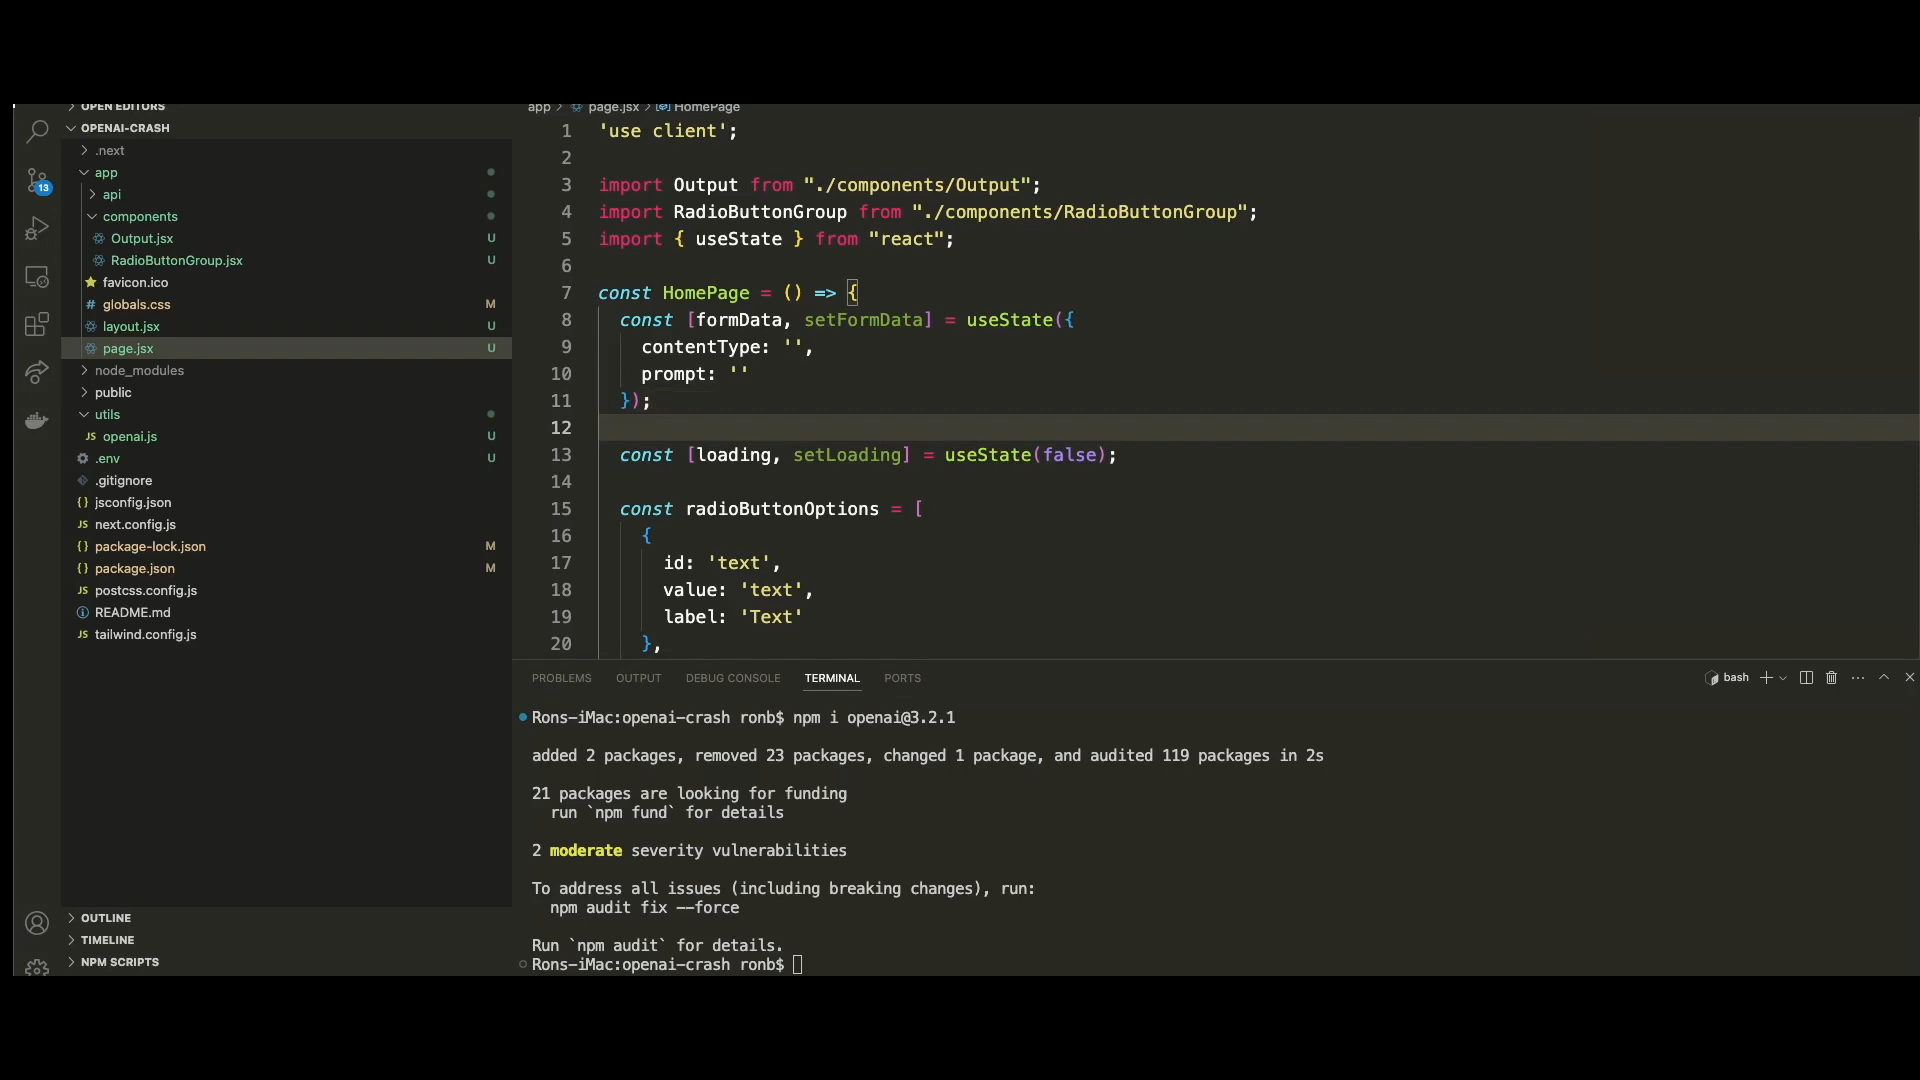 OPEN EDITORS
OPENAI-CRASH
.next
app
api
components
Output.jsx U
RadioButtonGroup.jsx U
favicon.ico
globals.css M
layout.jsx U
page.jsx U
node_modules
public
utils
JS openai.js U
.env U
.gitignore
{} jsconfig.json
JS next.config.js
{} package-lock.json M
{} package.json M
JS postcss.config.js
README.md
JS tailwind.config.js
OUTLINE
TIMELINE
NPM SCRIPTS
13
app > page.jsx > HomePage
1 'use client';
2
3 import Output from "./components/Output";
4 import RadioButtonGroup from "./components/RadioButtonGroup";
5 import { useState } from "react";
6
7 const HomePage = () => {
8 const [formData, setFormData] = useState({
9 contentType: '',
10 prompt: ''
11 });
12
13 const [loading, setLoading] = useState(false);
14
15 const radioButtonOptions = [
16 {
17 id: 'text',
18 value: 'text',
19 label: 'Text'
20 },
PROBLEMS OUTPUT DEBUG CONSOLE TERMINAL PORTS bash
Rons-iMac:openai-crash ronb$ npm i openai@3.2.1
added 2 packages, removed 23 packages, changed 1 package, and audited 119 packages in 2s
21 packages are looking for funding
run `npm fund` for details
2 moderate severity vulnerabilities
To address all issues (including breaking changes), run:
npm audit fix --force
Run `npm audit` for details.
Rons-iMac:openai-crash ronb$